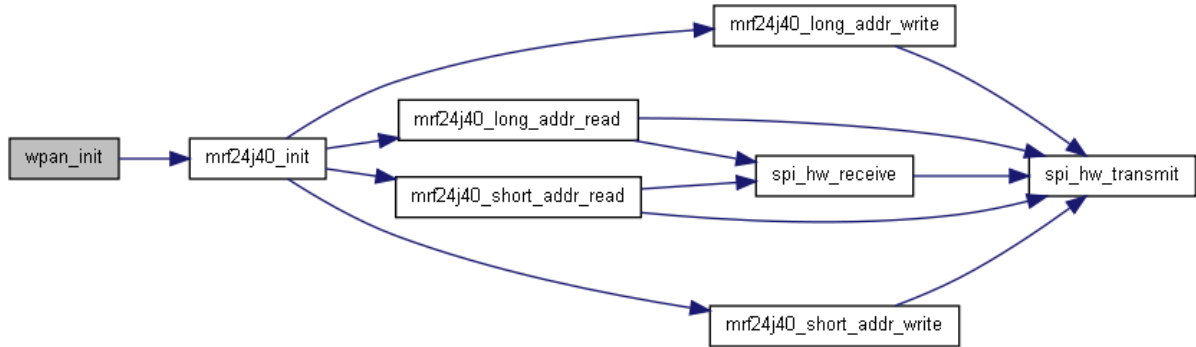 wpan_init
mrf24j40_init
mrf24j40_long_addr_write
mrf24j40_long_addr_read
mrf24j40_short_addr_read
mrf24j40_short_addr_write
spi_hw_receive
spi_hw_transmit